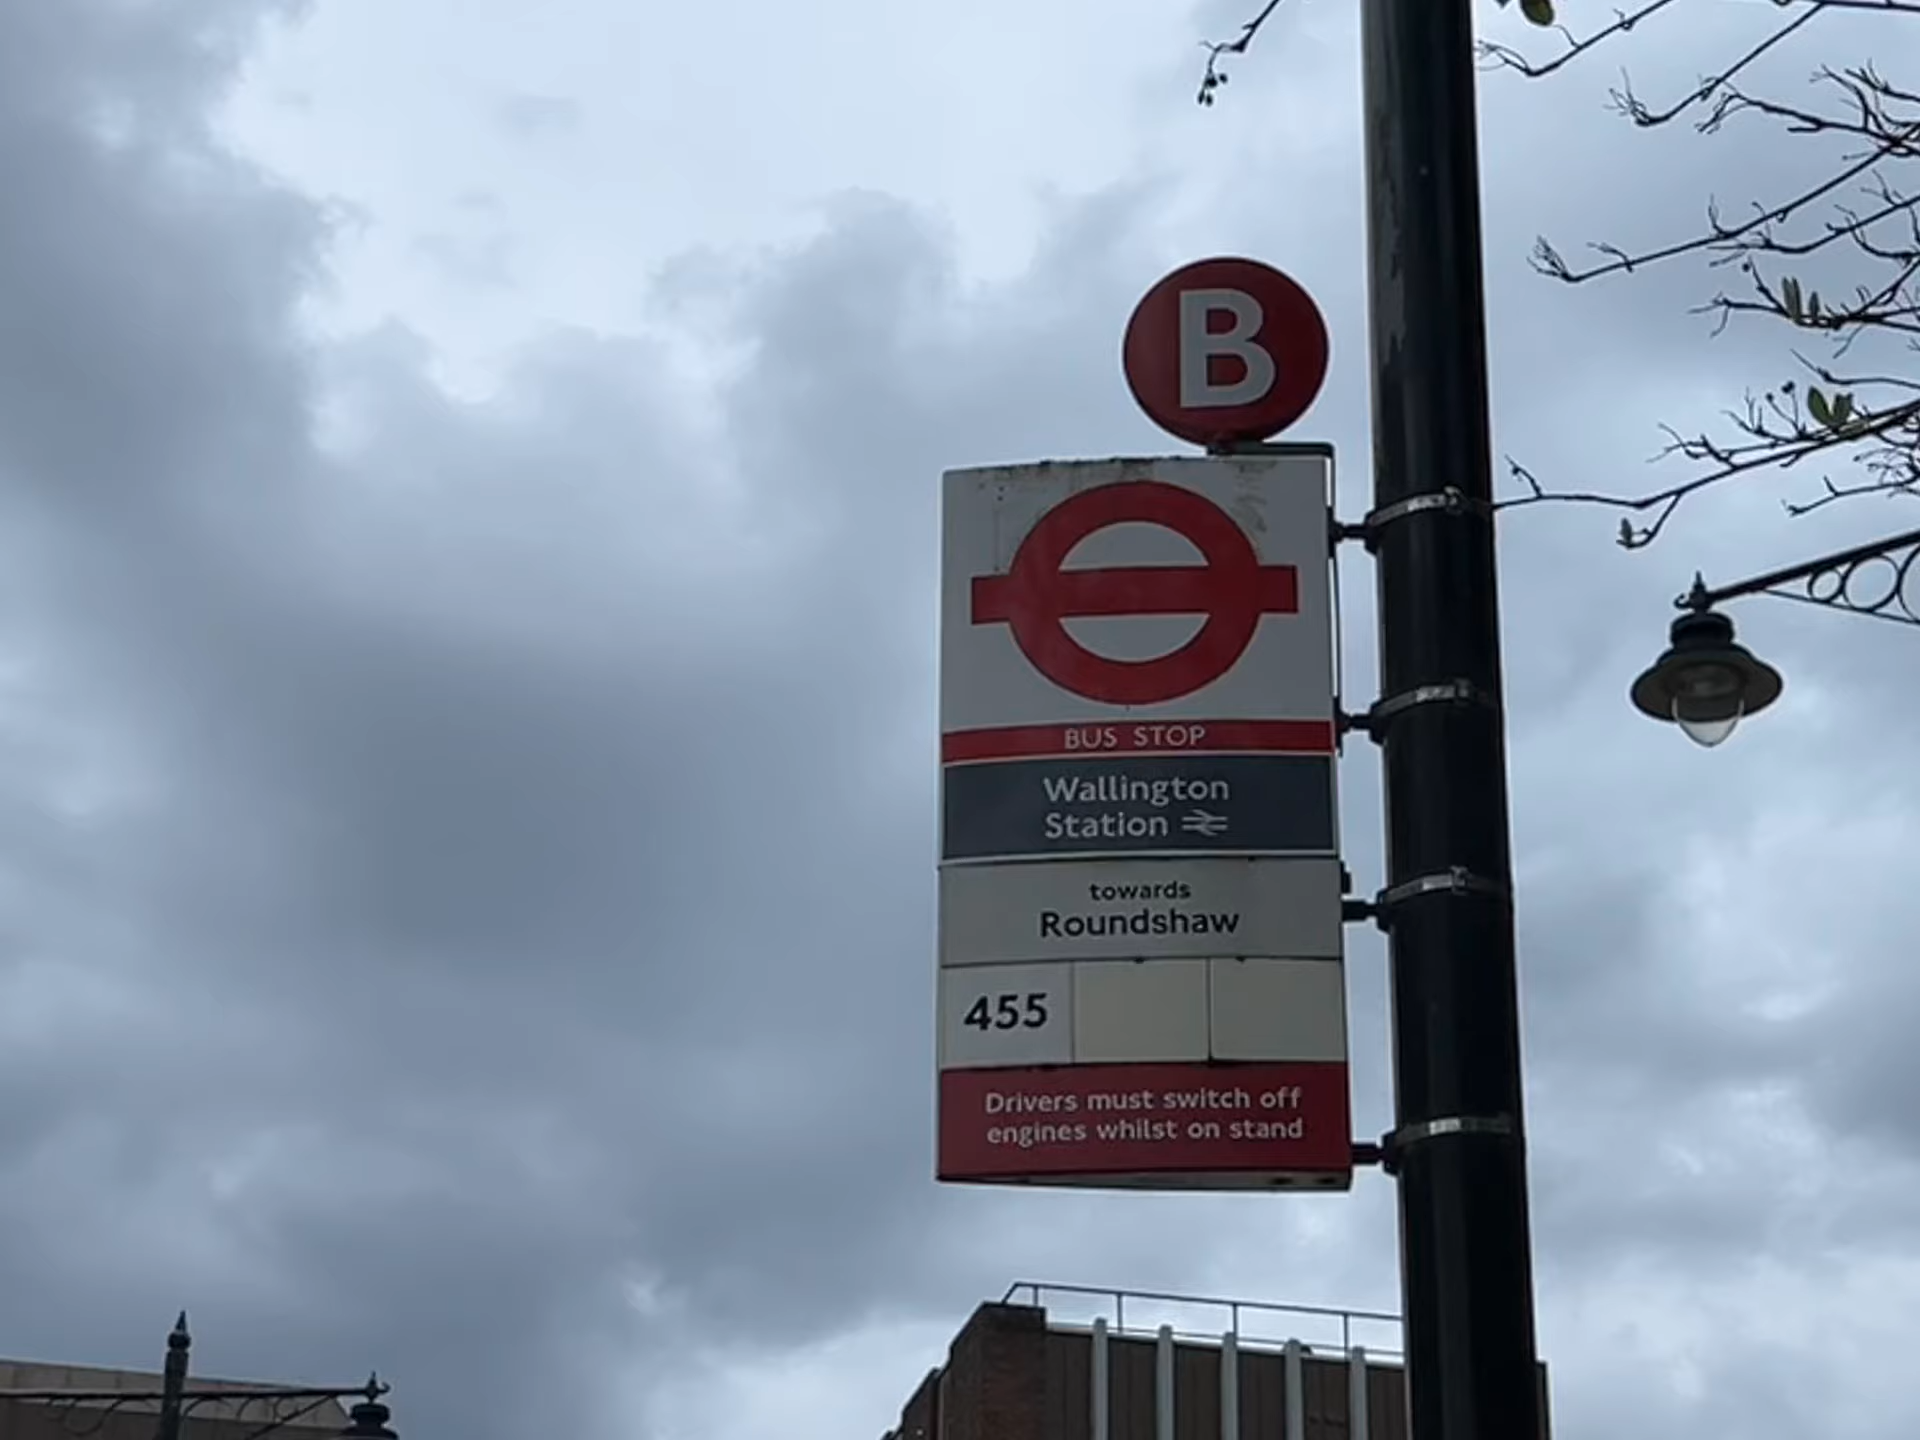 B
BUS STOP
Wallington
Station
towards
Roundshaw
455
Drivers must switch off
engines whilst on stand